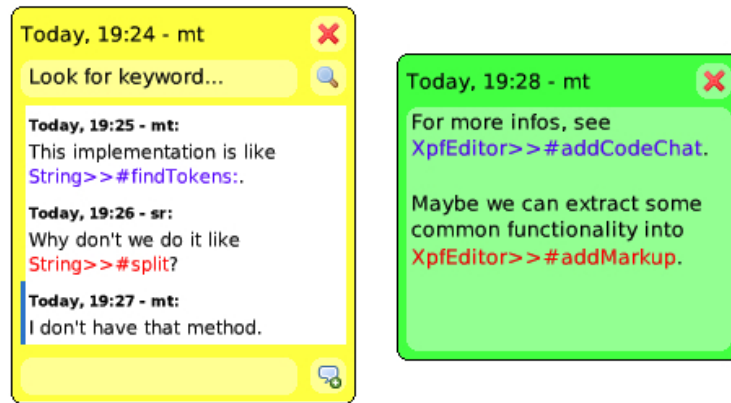 Today, 19:24 - mt
Look for keyword...
Today, 19:25 - mt:
This implementation is like
String>>#findTokens:.
Today, 19:26 - sr:
Why don't we do it like
String>>#split?
Today, 19:27 - mt:
I don't have that method.
Today, 19:28 - mt
For more infos, see
XpfEditor>>#addCodeChat.
Maybe we can extract some
common functionality into
XpfEditor>>#addMarkup.